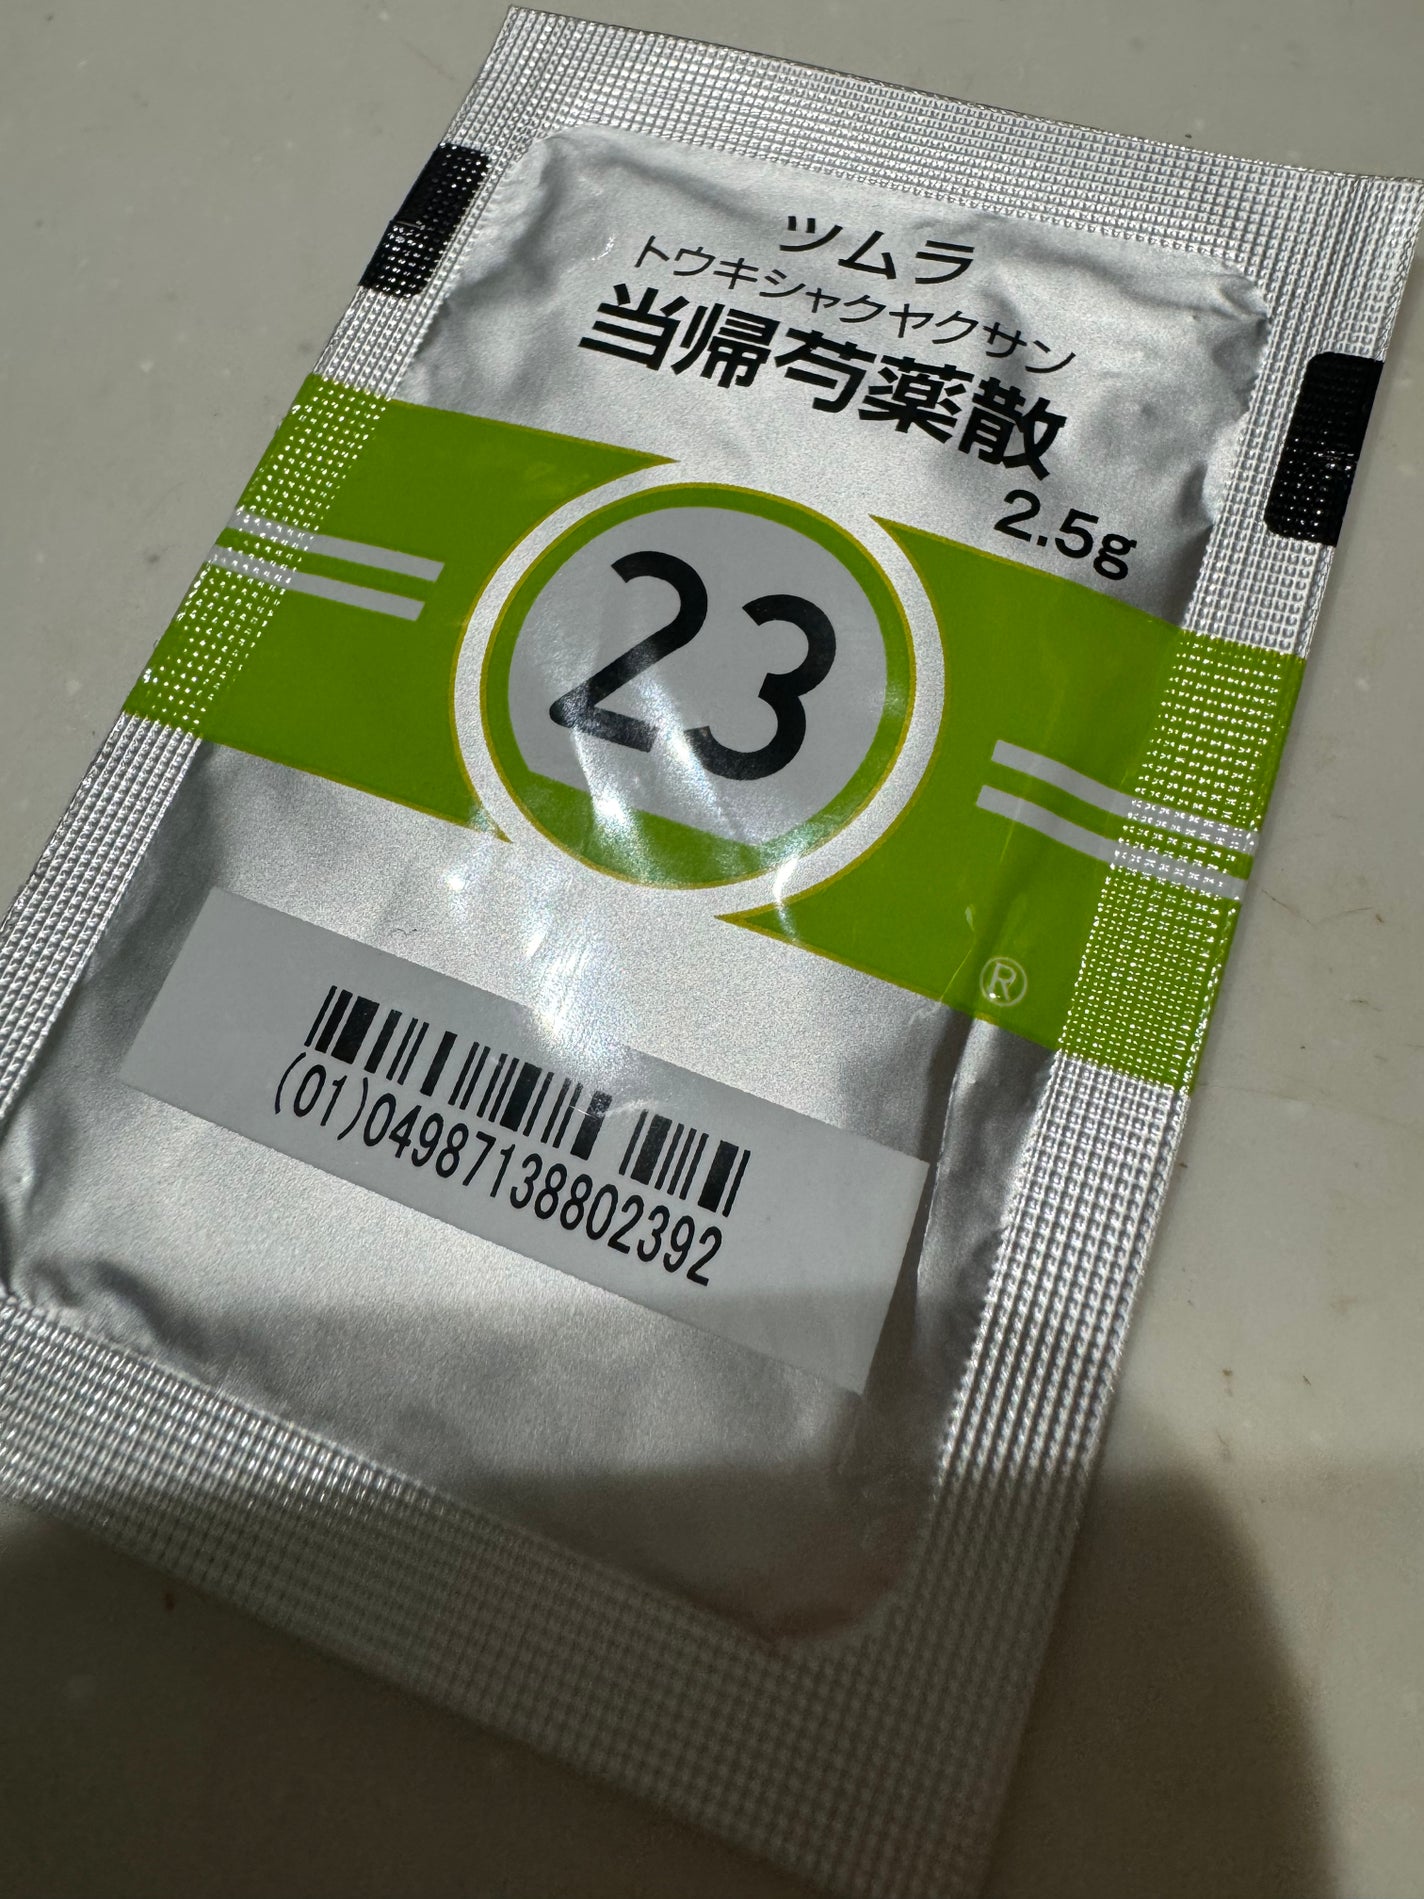 ツムラ
トウキシャクヤクサン
当帰芍薬散
2.5g
23
®
(01)04987138802392